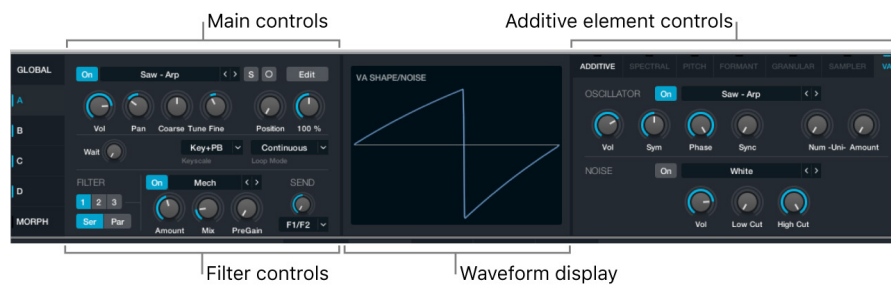 Main controls
Additive element controls
GLOBAL
A
B
C
D
MORPH
On
Saw - Arp
< >
S
Edit
Vol
Pan
Coarse Tune Fine
Position
100 %
Wait
Key+PB
Keyscale
Continuous
Loop Mode
FILTER
1 2 3
Ser
Par
On
Mech
< >
Amount
Mix
PreGain
SEND
F1/F2
VA SHAPE/NOISE
ADDITIVE
SPECTRAL
PITCH
FORMANT
GRANULAR
SAMPLER
VA
OSCILLATOR
On
Saw - Arp
< >
Vol
Sym
Phase
Sync
Num -Uni- Amount
NOISE
On
White
< >
Vol
Low Cut
High Cut
Filter controls
Waveform display